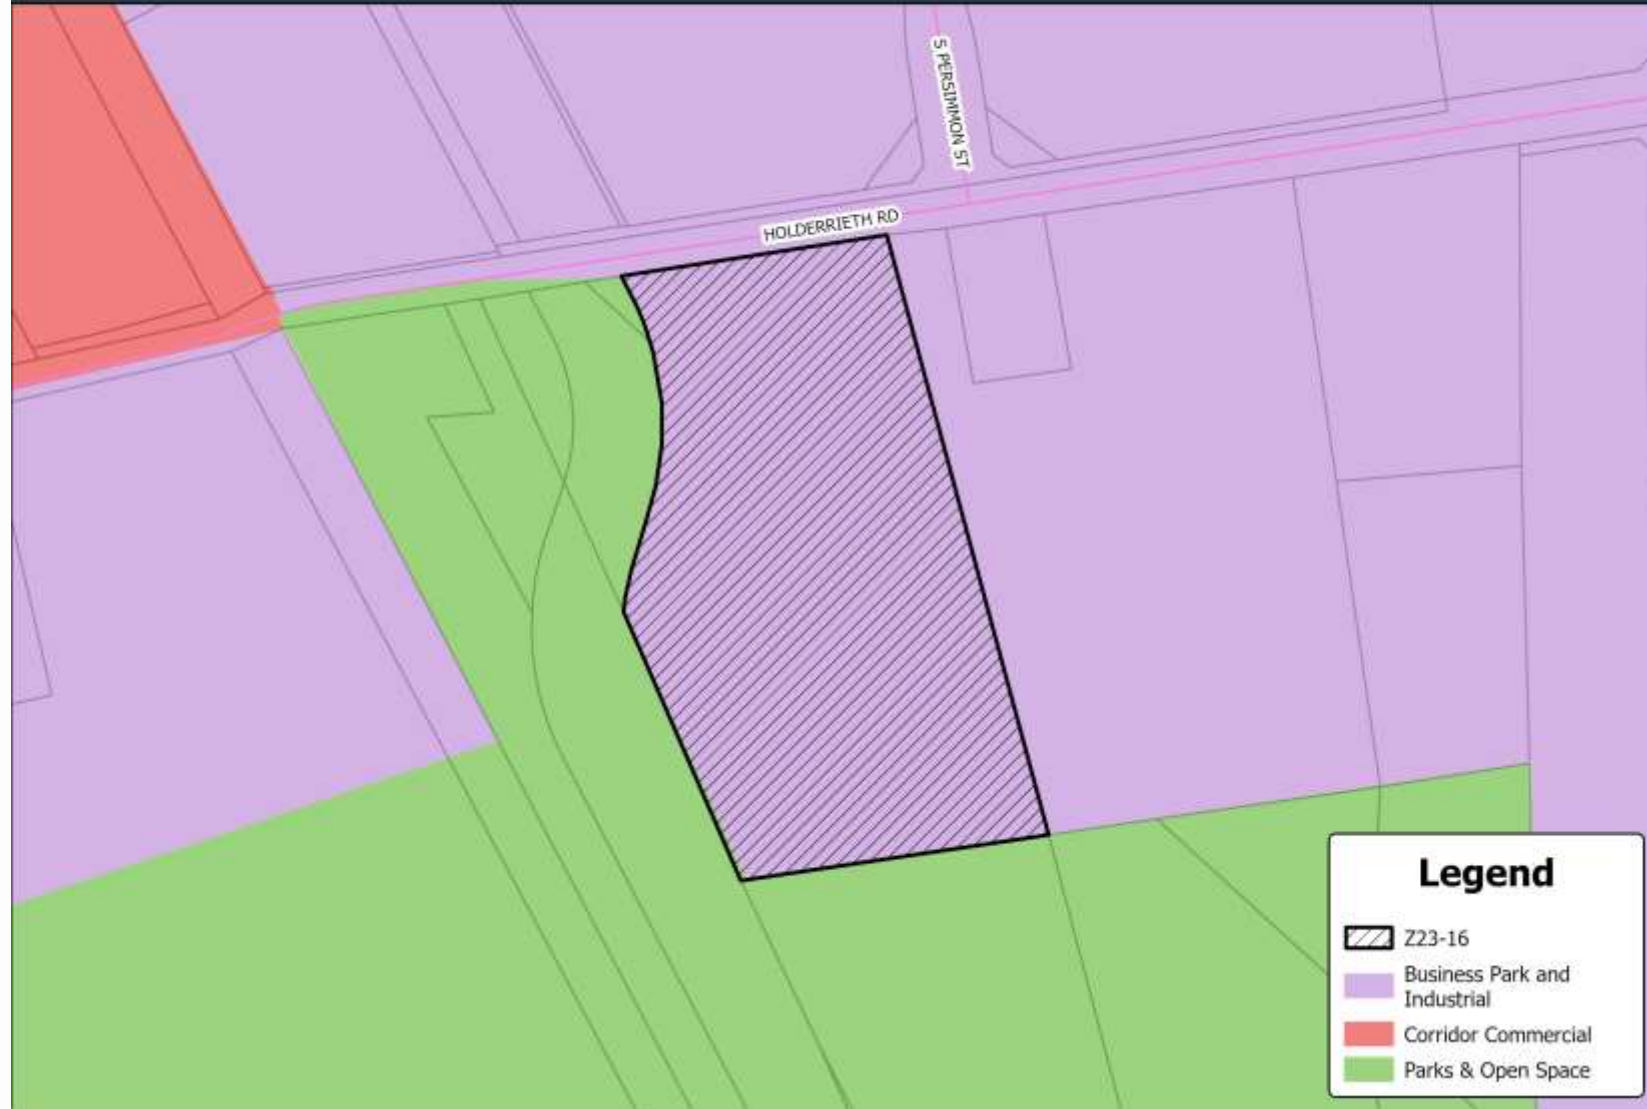 S PERSIMMON ST
HOLDERRIETH RD
Legend
Z23-16
Business Park and
Industrial
Corridor Commercial
Parks & Open Space